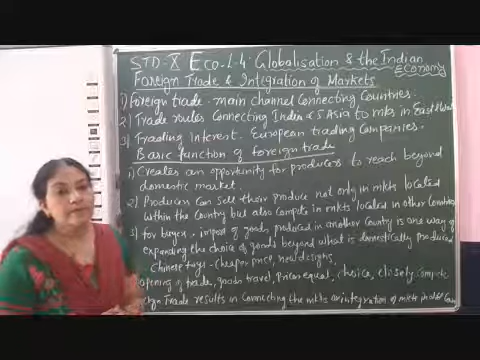 STD-X Eco. L-4: Globalisation & the Indian
Economy
Foreign Trade & Integration of Markets
1) Foreign trade - main channel Connecting Countries.
2) Trade routes Connecting India & S Asia to mkts in East &
3) Trading interest. European trading Companies.
Basic function of foreign trade
1) Creates an opportunity for producers to reach beyond
domestic market.
2) Producers Can sell their produce not only in mkts located
within the Country but also Compete in mkts located in other Countries
3) For buyers, import of goods produced in another Country is one way of
expanding the choice of goods beyond what is domestically produced
Chinese toys - cheaper price, new designs,
opening of trade, goods travel, Prices equal, choice, closely compete
Trade results in Connecting the mkts or integration of mkts in